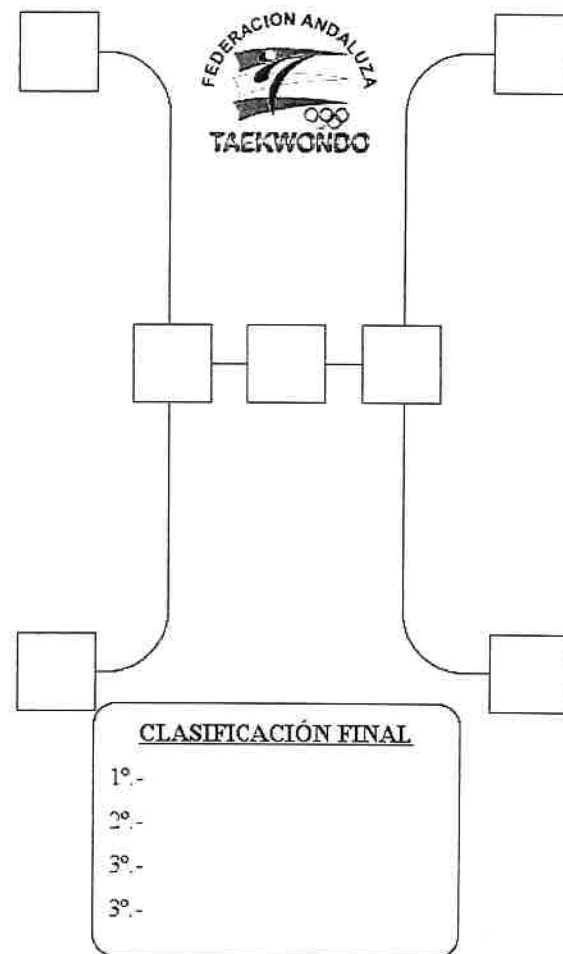 FEDERACION ANDALUZA
TAEKWONDO
CLASIFICACIÓN FINAL
1º.-
2º.-
3º.-
3º.-